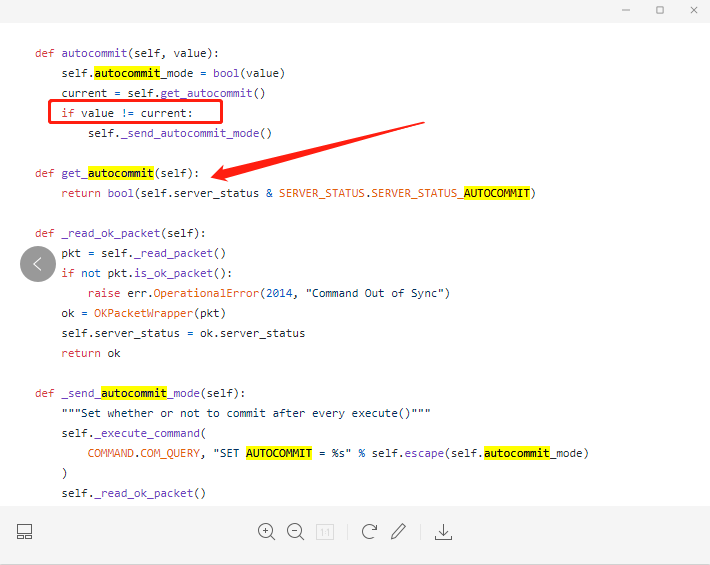 def autocommit(self, value):
self.autocommit_mode = bool(value)
current = self.get_autocommit()
if value != current:
self._send_autocommit_mode()
def get_autocommit(self):
return bool(self.server_status & SERVER_STATUS.SERVER_STATUS_AUTOCOMMIT)
def _read_ok_packet(self):
pkt = self._read_packet()
if not pkt.is_ok_packet():
raise err.OperationalError(2014, "Command Out of Sync")
ok = OKPacketWrapper(pkt)
self.server_status = ok.server_status
return ok
def _send_autocommit_mode(self):
"""Set whether or not to commit after every execute()"""
self._execute_command(
COMMAND.COM_QUERY, "SET AUTOCOMMIT = %s" % self.escape(self.autocommit_mode)
)
self._read_ok_packet()
1:1